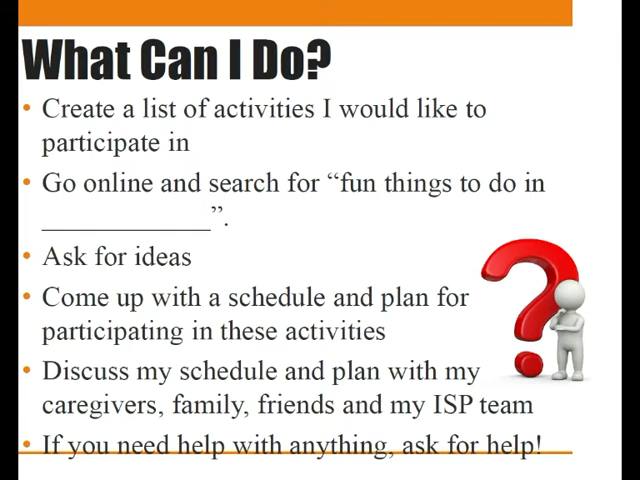 What Can I Do?
• Create a list of activities I would like to
participate in
• Go online and search for “fun things to do in
____________”.
• Ask for ideas
• Come up with a schedule and plan for
participating in these activities
• Discuss my schedule and plan with my
caregivers, family, friends and my ISP team
• If you need help with anything, ask for help!